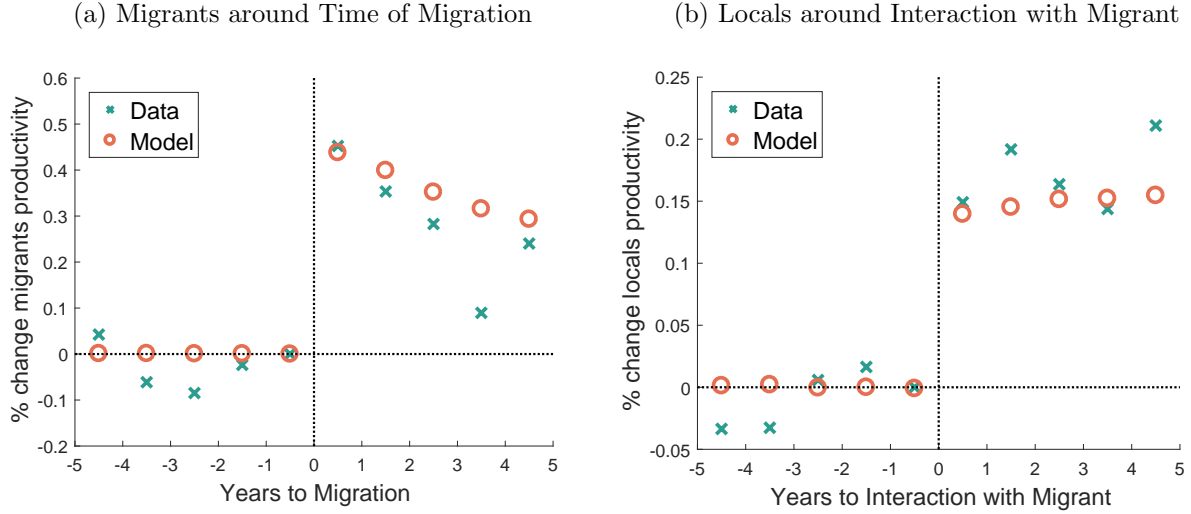 (a) Migrants around Time of Migration
% change migrants productivity
0.6
0.5
0.4
0.3
0.2
0.1
0
-0.1
-0.2
Data
Model
-5 -4 -3 -2 -1 0 1 2 3 4 5
Years to Migration
(b) Locals around Interaction with Migrant
% change locals productivity
0.25
0.2
0.15
0.1
0.05
0
-0.05
Data
Model
-5 -4 -3 -2 -1 0 1 2 3 4 5
Years to Interaction with Migrant